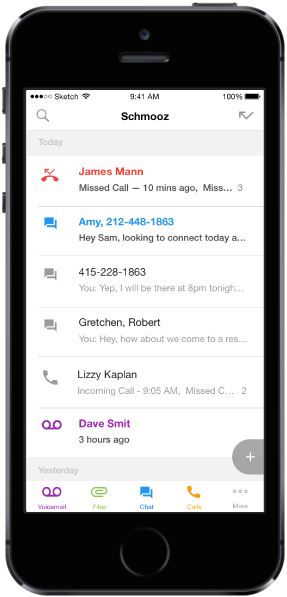 Sketch 9:41 AM 100%
Schmooz
Today
James Mann
Missed Call — 10 mins ago, Miss... 3
Amy, 212-448-1863
Hey Sam, looking to connect today a...
415-228-1863
You: Yep, I will be there at 8pm tonigh...
Gretchen, Robert
You: Hey, how about we come to a res...
Lizzy Kaplan
Incoming Call - 9:05 AM, Missed C... 2
Dave Smit
3 hours ago
Yesterday
Voicemail Files Chat Calls More